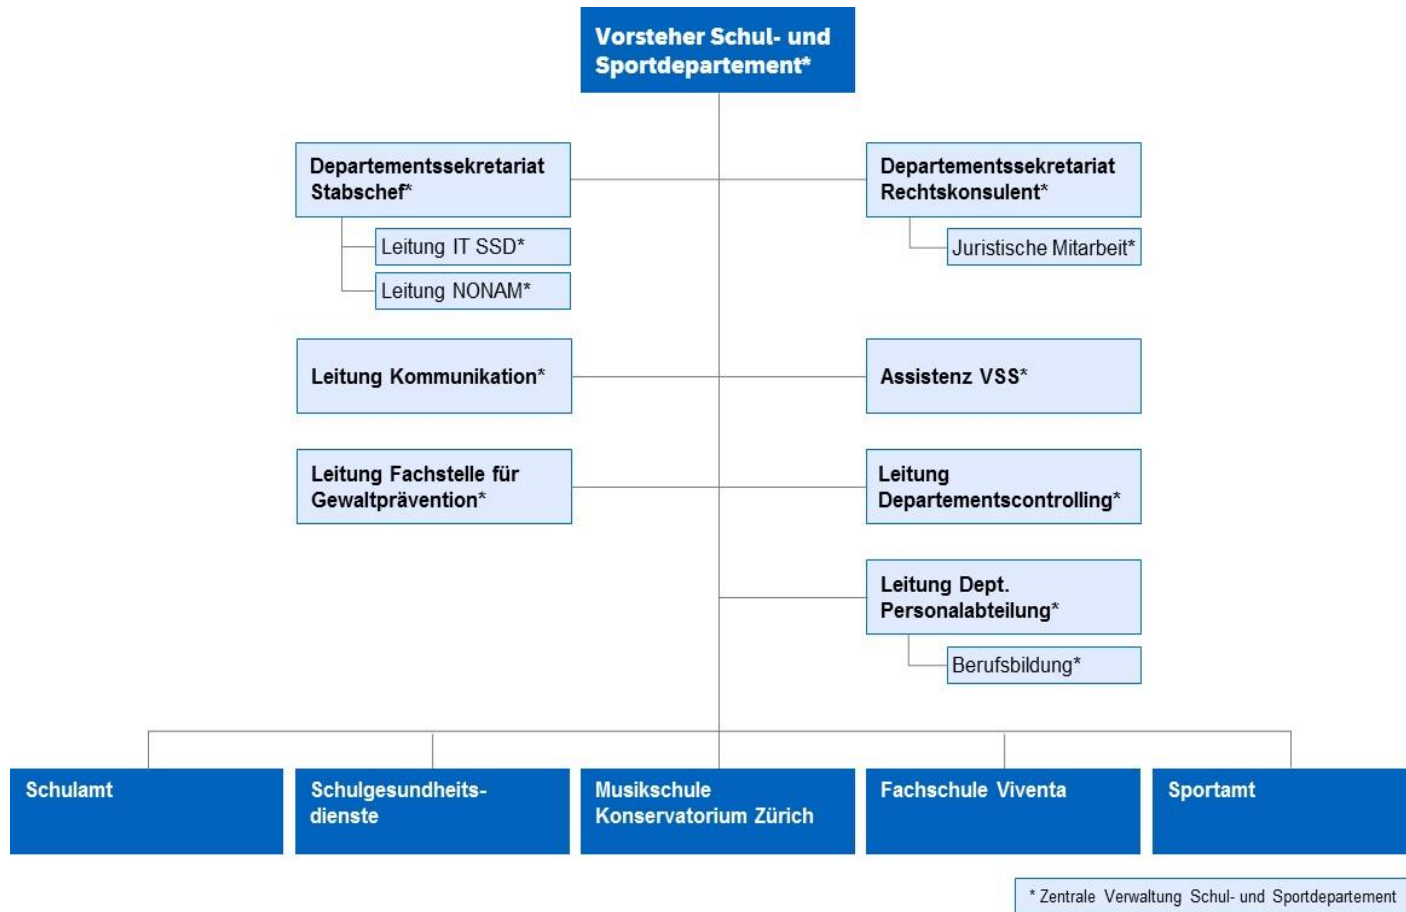 Vorsteher Schul- und
Sportdepartement*
Departementssekretariat
Stabschef*
Leitung IT SSD*
Leitung NONAM*
Departementssekretariat
Rechtskonsulent*
Juristische Mitarbeit*
Leitung Kommunikation*
Assistenz VSS*
Leitung Fachstelle für
Gewaltprävention*
Leitung
Departementscontrolling*
Leitung Dept.
Personalabteilung*
Berufsbildung*
Schulamt
Schulgesundheits-
dienste
Musikschule
Konservatorium Zürich
Fachschule Viventa
Sportamt
* Zentrale Verwaltung Schul- und Sportdepartement